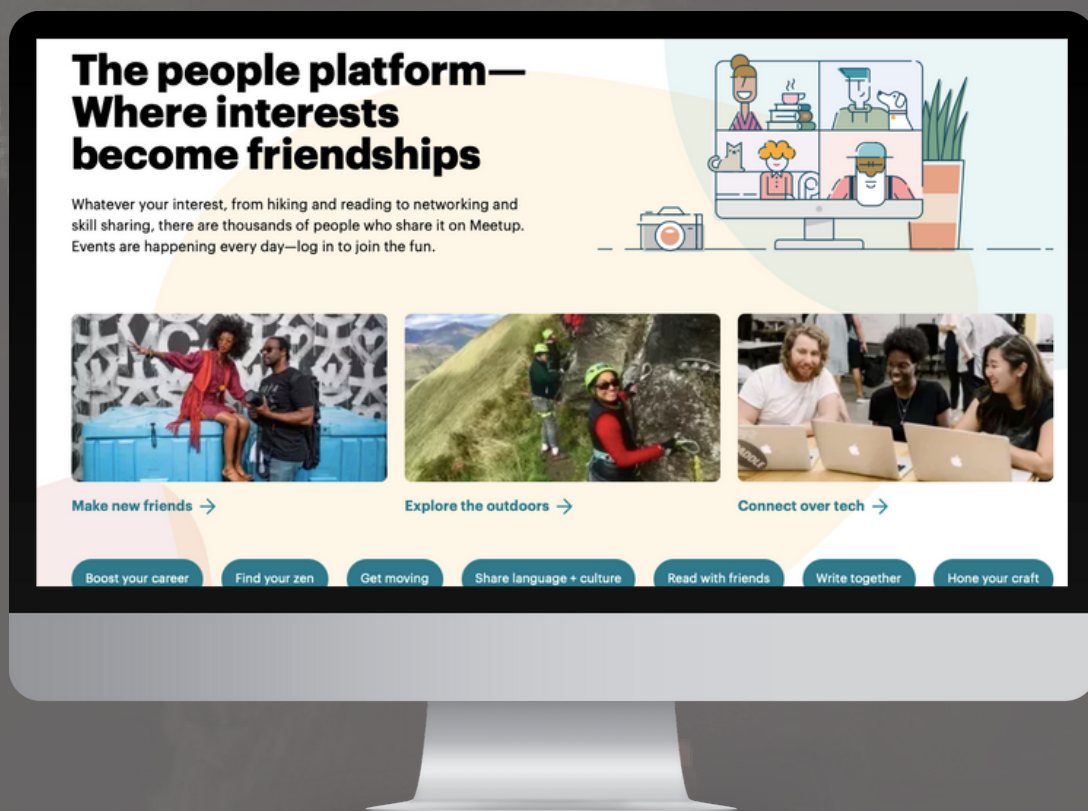 The people platform—
Where interests
become friendships
Whatever your interest, from hiking and reading to networking and
skill sharing, there are thousands of people who share it on Meetup.
Events are happening every day—log in to join the fun.
Make new friends →
Explore the outdoors →
Connect over tech →
Boost your career
Find your zen
Get moving
Share language + culture
Read with friends
Write together
Hone your craft